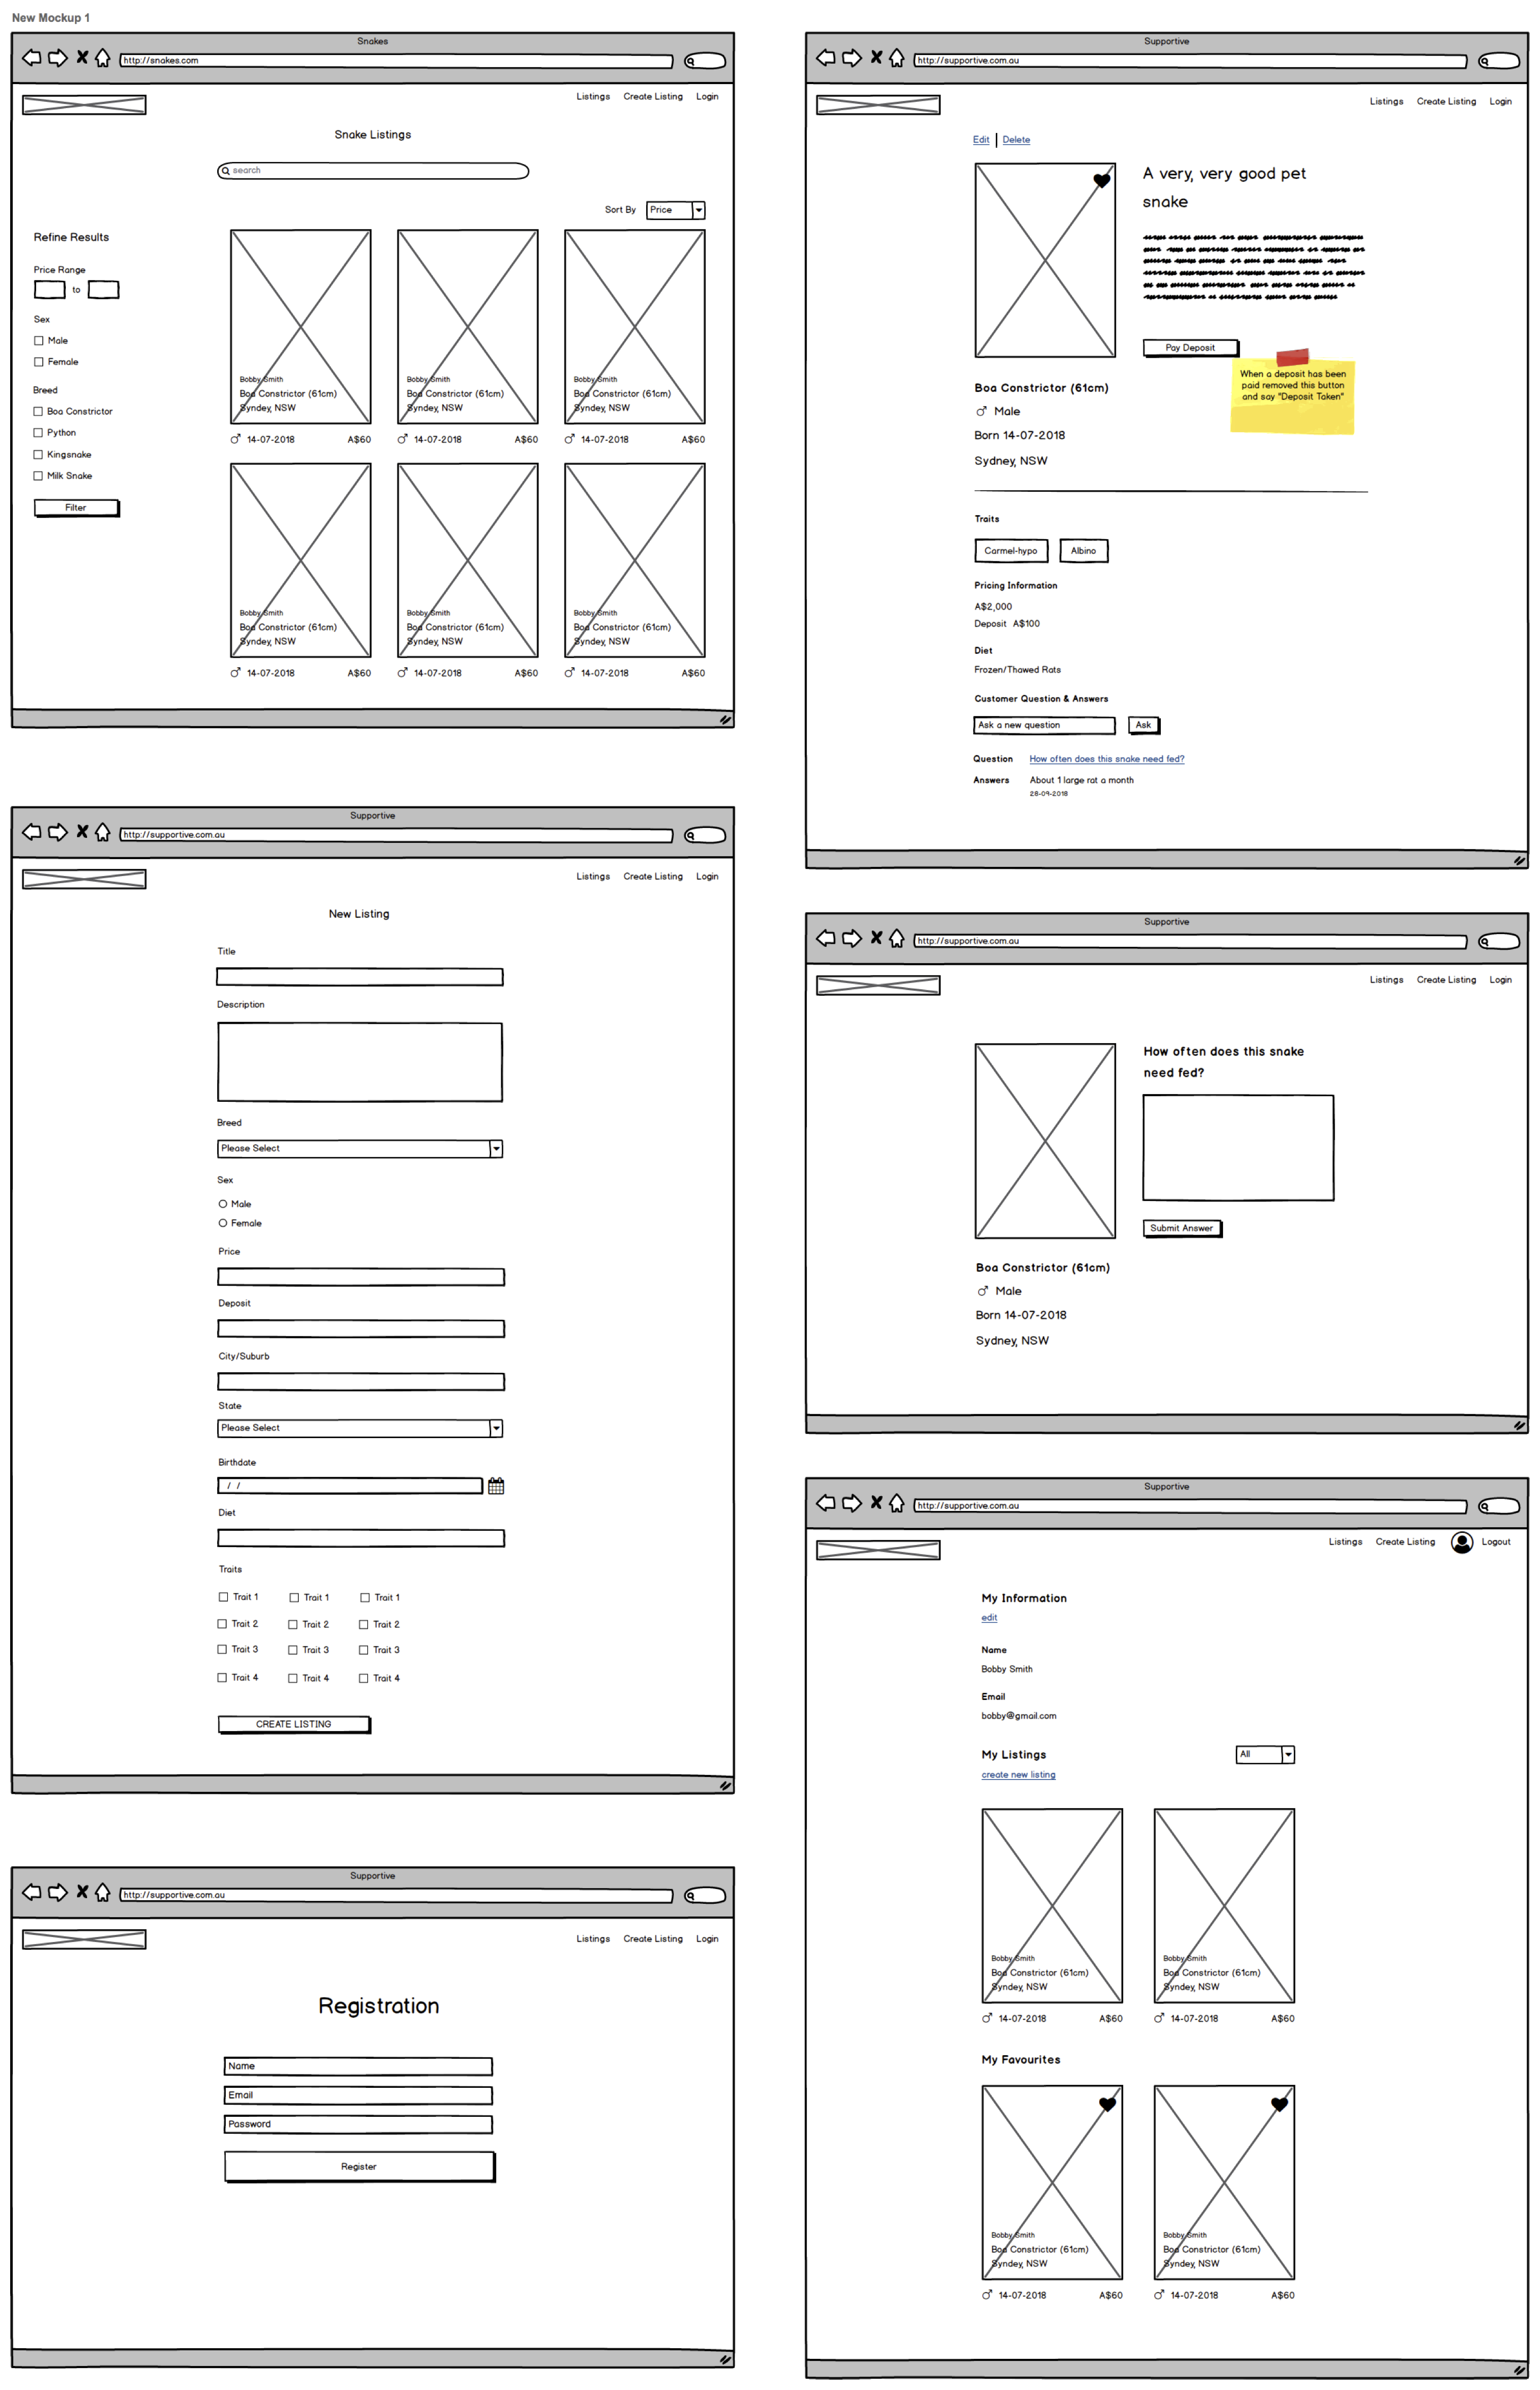 New Mockup 1
Snakes
http://snakes.com
Listings Create Listing Login
Snake Listings
search
Sort By Price
Refine Results
Price Range
to
Sex
Male
Female
Breed
Boa Constrictor
Python
Kingsnake
Milk Snake
Filter
Bobby Smith
Boa Constrictor (61cm)
Syndey, NSW
♂ 14-07-2018 A$60
Bobby Smith
Boa Constrictor (61cm)
Syndey, NSW
♂ 14-07-2018 A$60
Bobby Smith
Boa Constrictor (61cm)
Syndey, NSW
♂ 14-07-2018 A$60
Bobby Smith
Boa Constrictor (61cm)
Syndey, NSW
♂ 14-07-2018 A$60
Bobby Smith
Boa Constrictor (61cm)
Syndey, NSW
♂ 14-07-2018 A$60
Bobby Smith
Boa Constrictor (61cm)
Syndey, NSW
♂ 14-07-2018 A$60
Supportive
http://supportive.com.au
Listings Create Listing Login
Edit | Delete
A very, very good pet
snake
Pay Deposit
When a deposit has been
paid removed this button
and say "Deposit Taken"
Boa Constrictor (61cm)
♂ Male
Born 14-07-2018
Sydney, NSW
Traits
Carmel-hypo Albino
Pricing Information
A$2,000
Deposit A$100
Diet
Frozen/Thawed Rats
Customer Question & Answers
Ask a new question Ask
Question How often does this snake need fed?
Answers About 1 large rat a month
28-09-2018
Supportive
http://supportive.com.au
Listings Create Listing Login
New Listing
Title
Description
Breed
Please Select
Sex
Male
Female
Price
Deposit
City/Suburb
State
Please Select
Birthdate
/ /
Diet
Traits
Trait 1 Trait 1 Trait 1
Trait 2 Trait 2 Trait 2
Trait 3 Trait 3 Trait 3
Trait 4 Trait 4 Trait 4
CREATE LISTING
Supportive
http://supportive.com.au
Listings Create Listing Login
How often does this snake
need fed?
Submit Answer
Boa Constrictor (61cm)
♂ Male
Born 14-07-2018
Sydney, NSW
Supportive
http://supportive.com.au
Listings Create Listing Login
Registration
Name
Email
Password
Register
Supportive
http://supportive.com.au
Listings Create Listing Logout
My Information
edit
Name
Bobby Smith
Email
bobby@gmail.com
My Listings All
create new listing
Bobby Smith
Boa Constrictor (61cm)
Syndey, NSW
♂ 14-07-2018 A$60
Bobby Smith
Boa Constrictor (61cm)
Syndey, NSW
♂ 14-07-2018 A$60
My Favourites
Bobby Smith
Boa Constrictor (61cm)
Syndey, NSW
♂ 14-07-2018 A$60
Bobby Smith
Boa Constrictor (61cm)
Syndey, NSW
♂ 14-07-2018 A$60